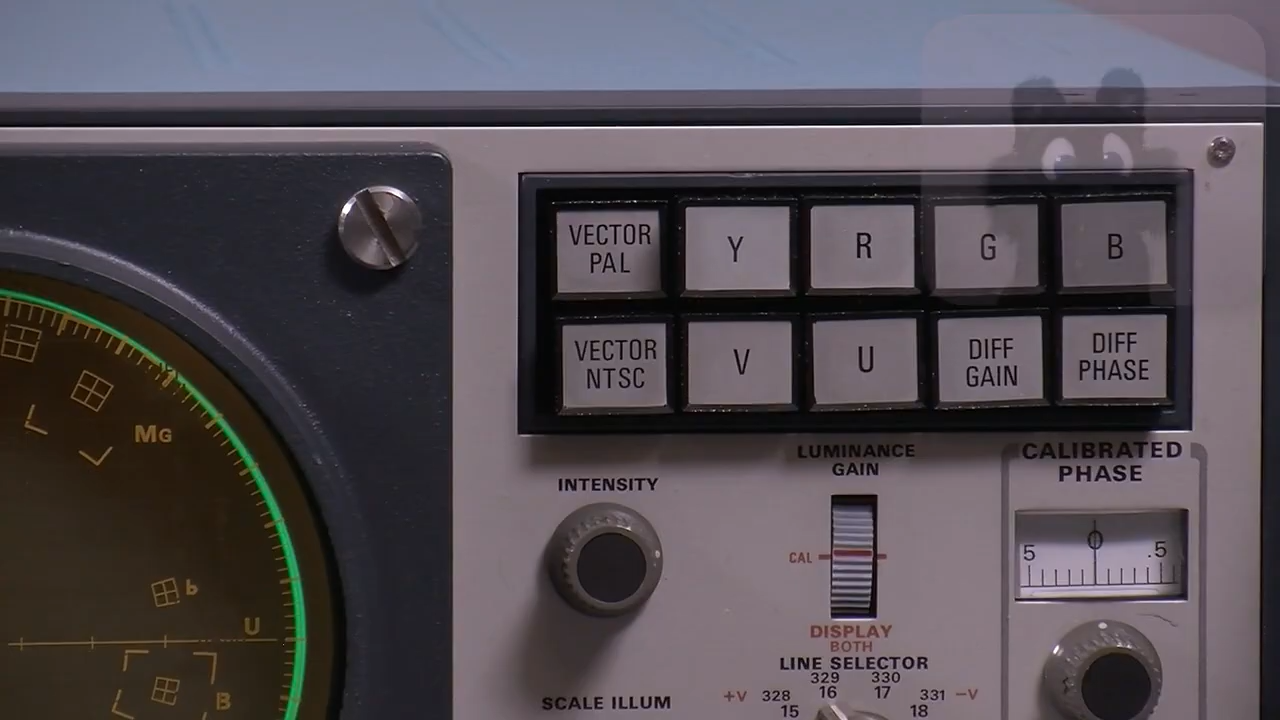 VECTOR
PAL
Y
R
G
B
VECTOR
NTSC
V
U
DIFF
GAIN
DIFF
PHASE
Mg
b
U
B
INTENSITY
LUMINANCE
GAIN
CAL
CALIBRATED
PHASE
5 0 .5
DISPLAY
BOTH
LINE SELECTOR
329 330
+V 328 16 17 331 -V
15 18
SCALE ILLUM